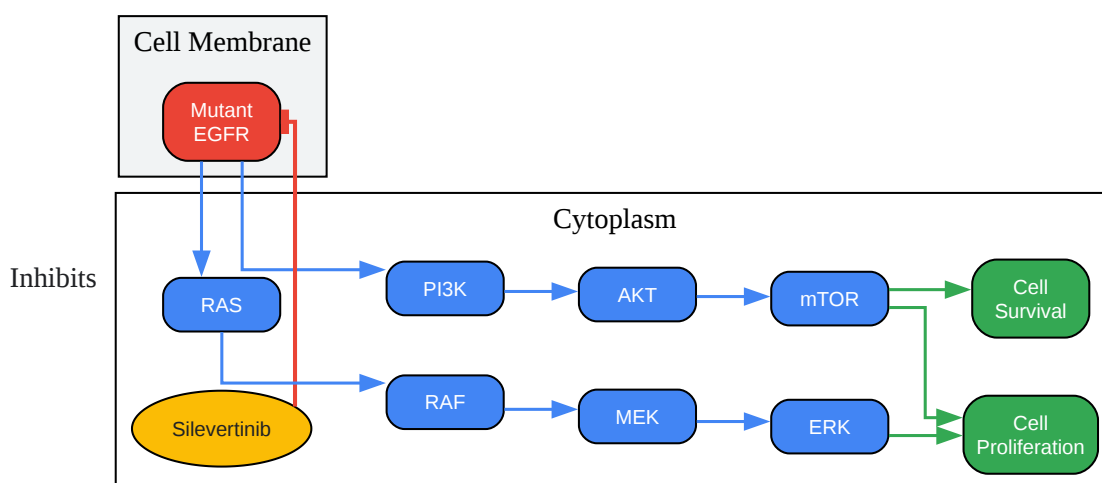 Cell Membrane
Mutant
EGFR
Cytoplasm
Inhibits
RAS
PI3K
AKT
mTOR
Cell
Survival
Silevertinib
RAF
MEK
ERK
Cell
Proliferation